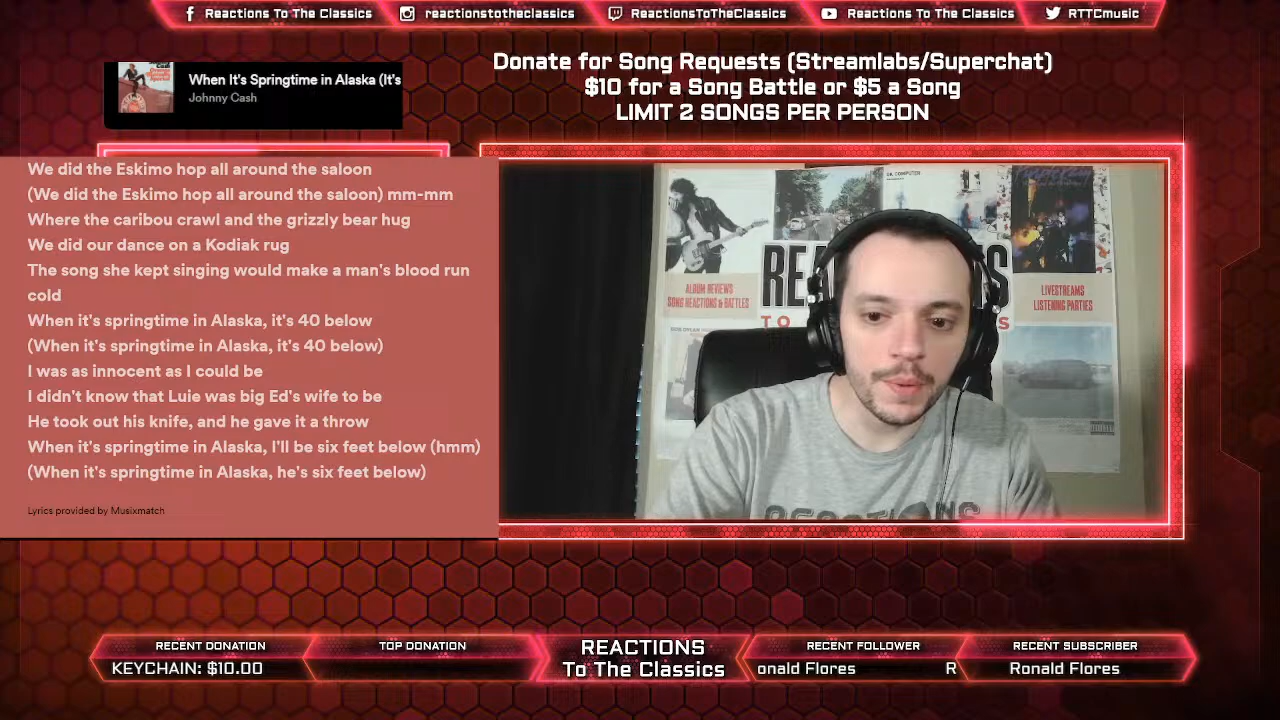 Reactions To The Classics
reactionstotheclassics
ReactionsToTheClassics
Reactions To The Classics
RTTCmusic
When It's Springtime in Alaska (It's
Johnny Cash
Donate for Song Requests (Streamlabs/Superchat)
$10 for a Song Battle or $5 a Song
LIMIT 2 SONGS PER PERSON
We did the Eskimo hop all around the saloon
(We did the Eskimo hop all around the saloon) mm-mm
Where the caribou crawl and the grizzly bear hug
We did our dance on a Kodiak rug
The song she kept singing would make a man's blood run
cold
When it's springtime in Alaska, it's 40 below
(When it's springtime in Alaska, it's 40 below)
I was as innocent as I could be
I didn't know that Luie was big Ed's wife to be
He took out his knife, and he gave it a throw
When it's springtime in Alaska, I'll be six feet below (hmm)
(When it's springtime in Alaska, he's six feet below)
Lyrics provided by Musixmatch
OK COMPUTER
ALBUM REVIEWS
SONG REACTIONS & BATTLES
LIVESTREAMS
LISTENING PARTIES
REACTIONS
RECENT DONATION
KEYCHAIN: $10.00
TOP DONATION
REACTIONS
To The Classics
RECENT FOLLOWER
onald Flores R
RECENT SUBSCRIBER
Ronald Flores